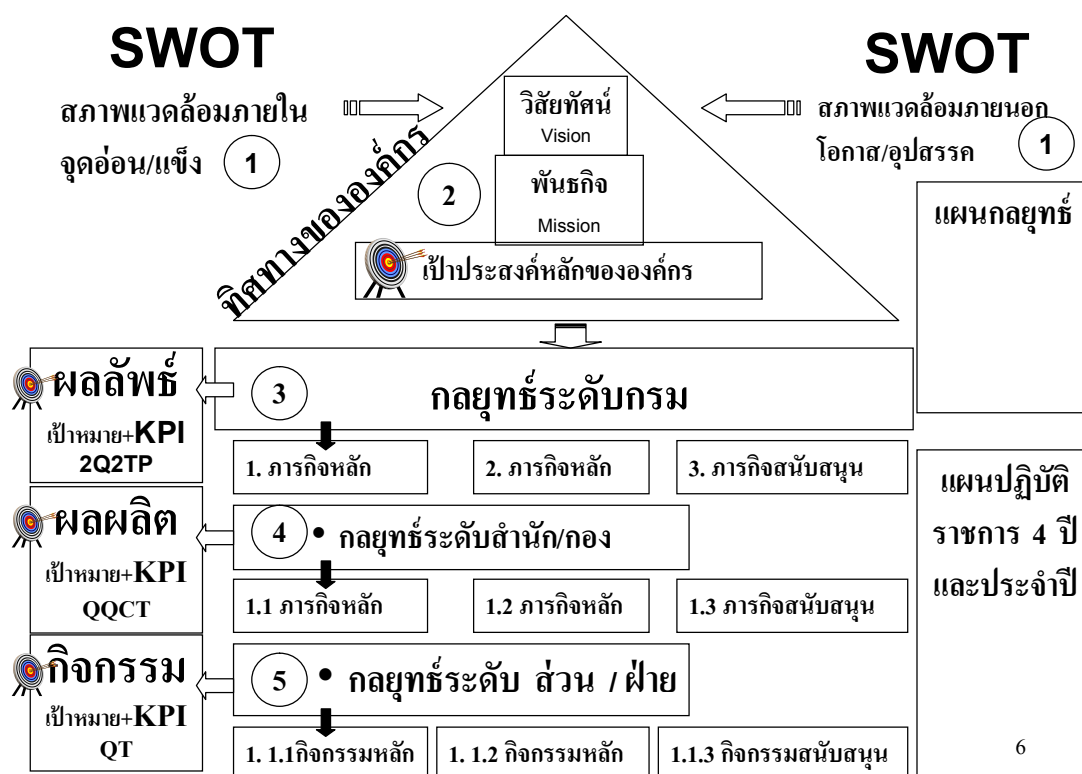 SWOT
สภาพแวดล้อมภายใน
จุดอ่อน/แข็ง
1
SWOT
สภาพแวดล้อมภายนอก
โอกาส/อุปสรรค
1
ทิศทางขององค์กร
วิสัยทัศน์
Vision
2
พันธกิจ
Mission
เป้าประสงค์หลักขององค์กร
แผนกลยุทธ์
ผลลัพธ์
เป้าหมาย+KPI
2Q2TP
3
กลยุทธ์ระดับกรม
1. ภารกิจหลัก
2. ภารกิจหลัก
3. ภารกิจสนับสนุน
แผนปฏิบัติ
ราชการ 4 ปี
และประจำปี
ผลผลิต
เป้าหมาย+KPI
QQCT
4 • กลยุทธ์ระดับสำนัก/กอง
1.1 ภารกิจหลัก
1.2 ภารกิจหลัก
1.3 ภารกิจสนับสนุน
กิจกรรม
เป้าหมาย+KPI
QT
5 • กลยุทธ์ระดับ ส่วน / ฝ่าย
1. 1.1กิจกรรมหลัก
1. 1.2 กิจกรรมหลัก
1.1.3 กิจกรรมสนับสนุน
6